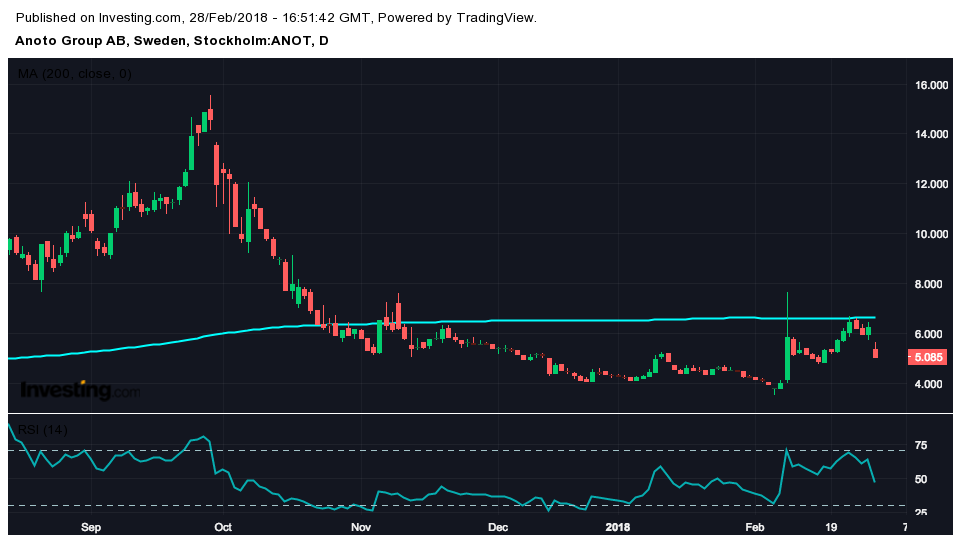 Published on Investing.com, 28/Feb/2018 - 16:51:42 GMT, Powered by TradingView.
Anoto Group AB, Sweden, Stockholm:ANOT, D
MA (200, close, 0)
16.000
14.000
12.000
10.000
8.000
6.000
5.085
4.000
Investing.com
RSI (14)
75
50
25
Sep Oct Nov Dec 2018 Feb 19 7